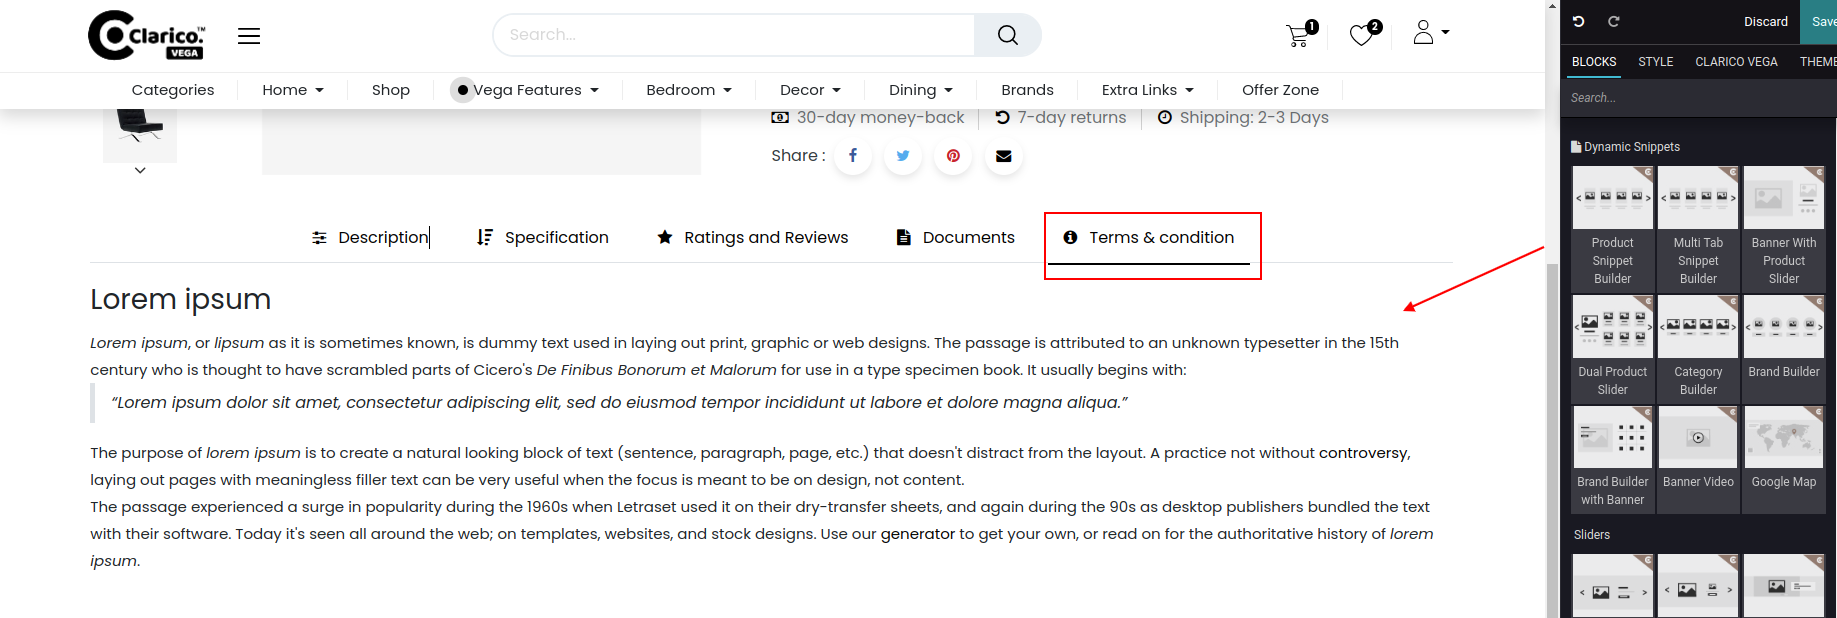 Clarico.™
VEGA
Search...
1
2
Discard
Save
BLOCKS STYLE CLARICO VEGA THEME
Search...
Categories Home Shop Vega Features Bedroom Decor Dining Brands Extra Links Offer Zone
30-day money-back 7-day returns Shipping: 2-3 Days
Share :
Description Specification Ratings and Reviews Documents Terms & condition
Lorem ipsum
Lorem ipsum, or lipsum as it is sometimes known, is dummy text used in laying out print, graphic or web designs. The passage is attributed to an unknown typesetter in the 15th
century who is thought to have scrambled parts of Cicero's De Finibus Bonorum et Malorum for use in a type specimen book. It usually begins with:
“Lorem ipsum dolor sit amet, consectetur adipiscing elit, sed do eiusmod tempor incididunt ut labore et dolore magna aliqua.”
The purpose of lorem ipsum is to create a natural looking block of text (sentence, paragraph, page, etc.) that doesn't distract from the layout. A practice not without controversy,
laying out pages with meaningless filler text can be very useful when the focus is meant to be on design, not content.
The passage experienced a surge in popularity during the 1960s when Letraset used it on their dry-transfer sheets, and again during the 90s as desktop publishers bundled the text
with their software. Today it's seen all around the web; on templates, websites, and stock designs. Use our generator to get your own, or read on for the authoritative history of lorem
ipsum.
Dynamic Snippets
Product
Snippet
Builder
Multi Tab
Snippet
Builder
Banner With
Product
Slider
Dual Product
Slider
Category
Builder
Brand Builder
Brand Builder
with Banner
Banner Video
Google Map
Sliders